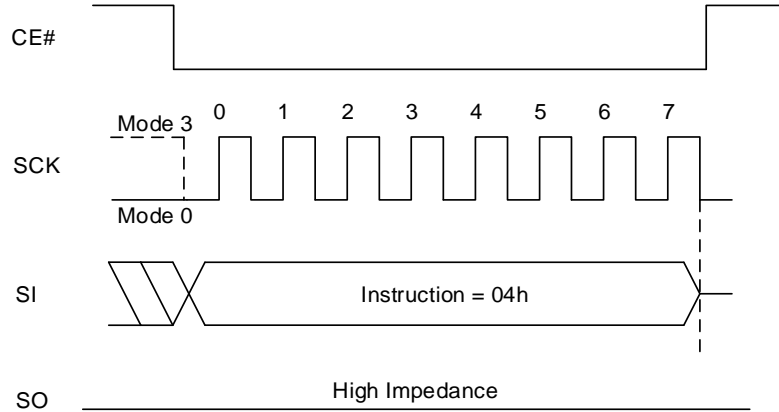 CE#
0 1 2 3 4 5 6 7
Mode 3
SCK
Mode 0
SI
Instruction = 04h
High Impedance
SO